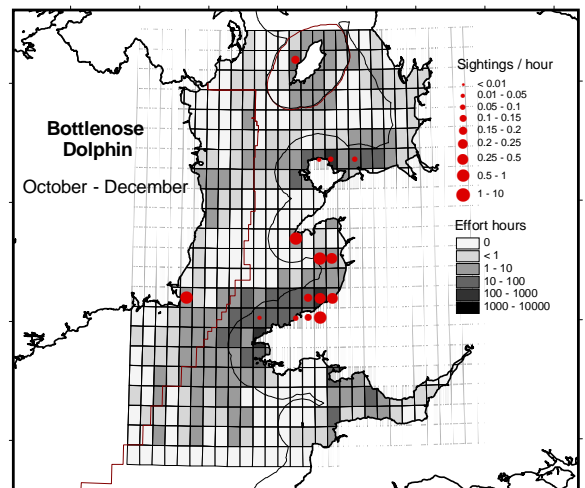 Bottlenose
Dolphin
October - December
Sightings / hour
< 0.01
0.01 - 0.05
0.05 - 0.1
0.1 - 0.15
0.15 - 0.2
0.2 - 0.25
0.25 - 0.5
0.5 - 1
1 - 10
Effort hours
0
< 1
1 - 10
10 - 100
100 - 1000
1000 - 10000